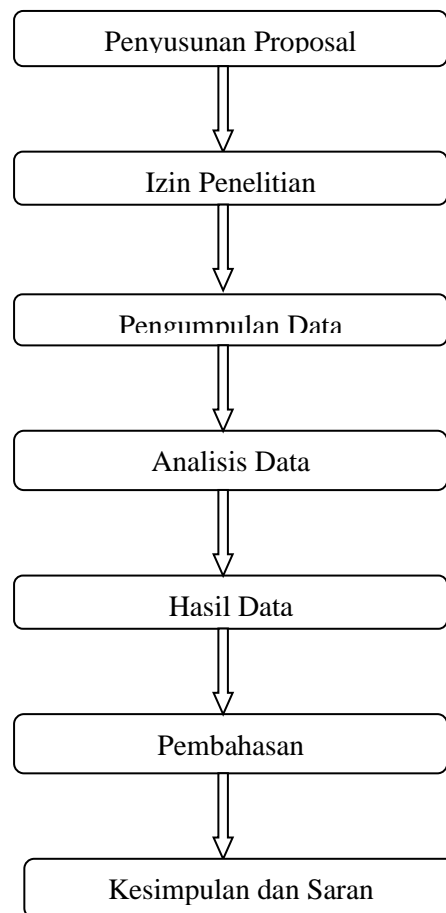 Penyusunan Proposal
Izin Penelitian
Pengumpulan Data
Analisis Data
Hasil Data
Pembahasan
Kesimpulan dan Saran